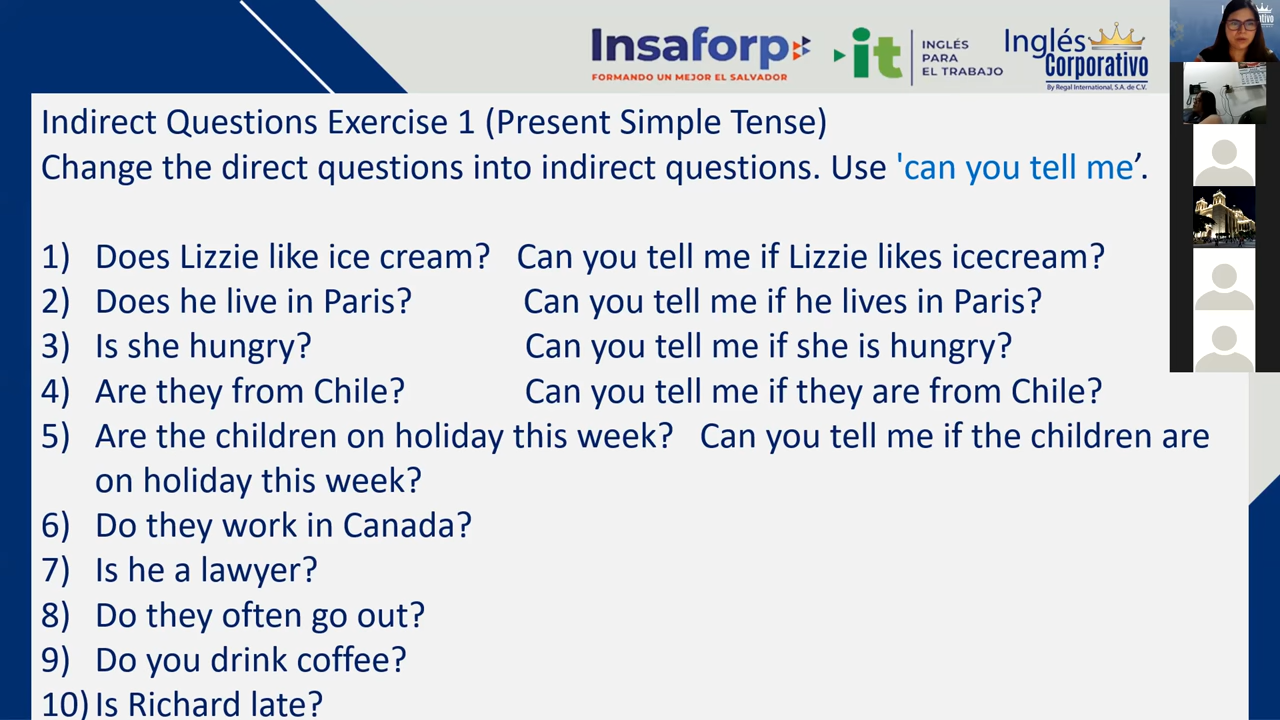 Insaforp
FORMANDO UN MEJOR EL SALVADOR
it
INGLÉS
PARA
EL TRABAJO
Inglés
Corporativo
By Regal International, S.A. de C.V.
Indirect Questions Exercise 1 (Present Simple Tense)
Change the direct questions into indirect questions. Use 'can you tell me’.
1) Does Lizzie like ice cream? Can you tell me if Lizzie likes icecream?
2) Does he live in Paris? Can you tell me if he lives in Paris?
3) Is she hungry? Can you tell me if she is hungry?
4) Are they from Chile? Can you tell me if they are from Chile?
5) Are the children on holiday this week? Can you tell me if the children are
on holiday this week?
6) Do they work in Canada?
7) Is he a lawyer?
8) Do they often go out?
9) Do you drink coffee?
10) Is Richard late?